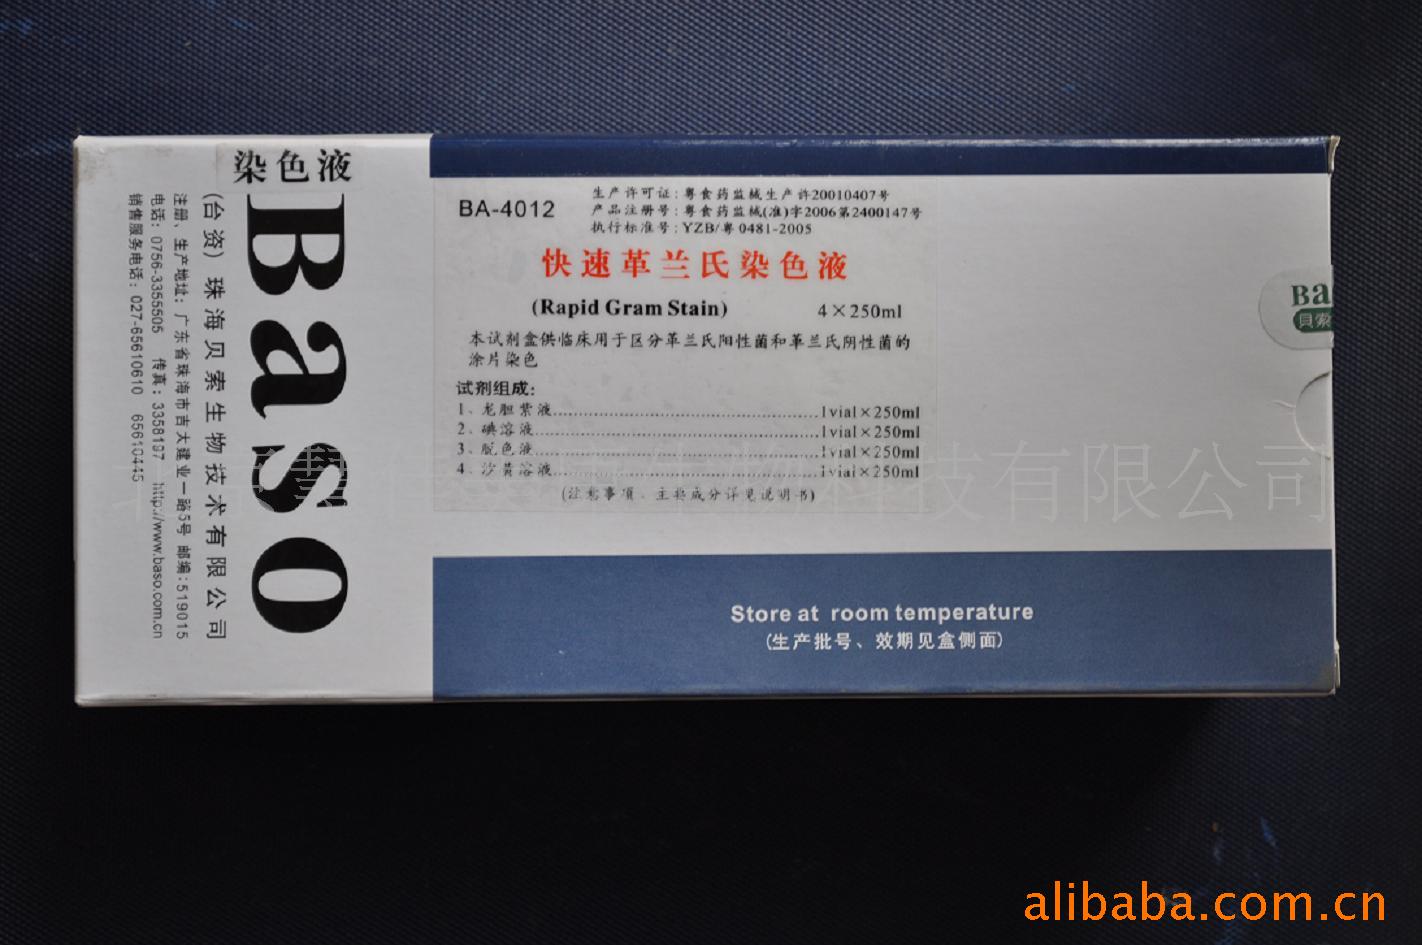 染色液
Baso
(台资) 珠海贝索生物技术有限公司
注册、生产地址: 广东省珠海市吉大建业一路5号 邮编:519015
电话: 0756-3355505 传真: 3358197 http://www.baso.com.cn
销售服务电话: 027-65610610 65610445
BA-4012
生产许可证: 粤食药监械生产许20010407号
产品注册号: 粤食药监械(准)字2006第2400147号
执行标准号: YZB/粤 0481-2005
快速革兰氏染色液
(Rapid Gram Stain) 4×250ml
本试剂盒供临床用于区分革兰氏阳性菌和革兰氏阴性菌的
涂片染色
试剂组成:
1、龙胆紫液......1vial×250ml
2、碘溶液......1vial×250ml
3、脱色液......1vial×250ml
4、沙黄溶液......1vial×250ml
(注意事项、主要成分详见说明书)
Ba
貝索
Store at room temperature
(生产批号、效期见盒侧面)
生物科技有限公司
alibaba.com.cn